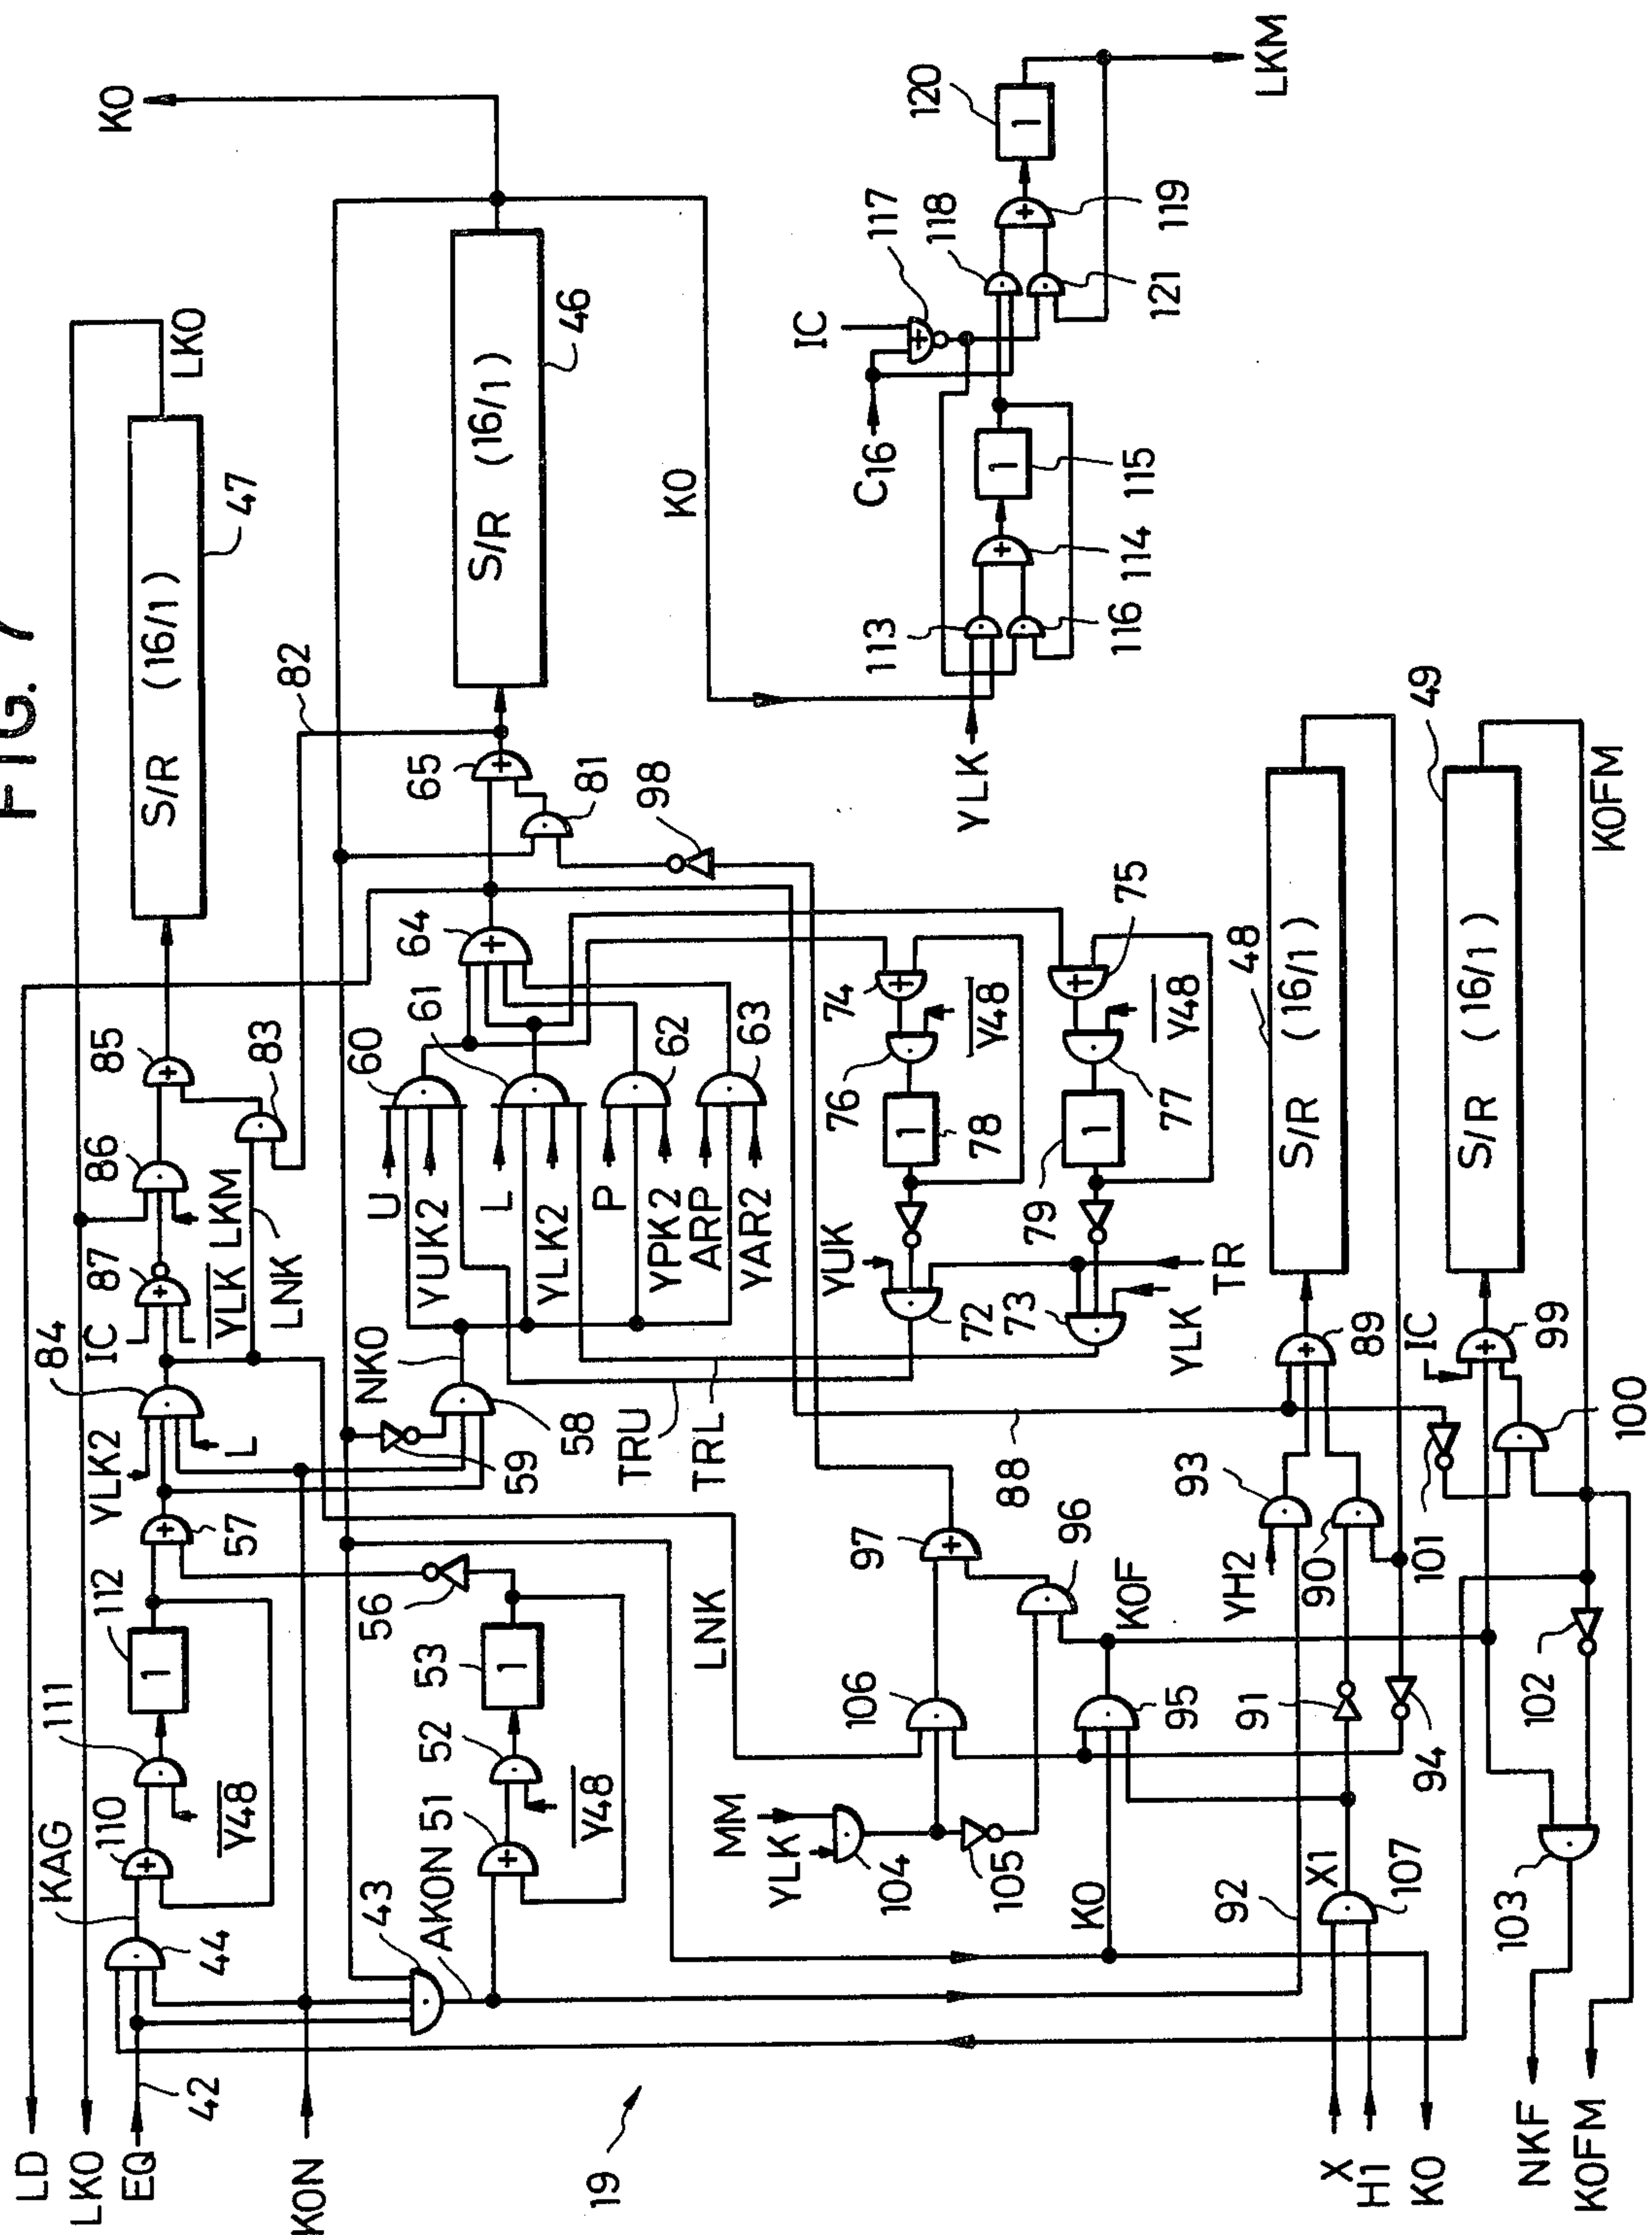 FIG. 7
LD
LKO
EQ
42
KON
KAG
44
110
111
112
Y48
57
YLK2
84
L
IC
87
YLK
LKM
LNK
86
85
83
S/R (16/1)
47
LKO
82
KO
43
AKON
51
52
53
Y48
56
59
58
NKO
TRU
TRL
60
U
YUK2
61
L
YLK2
62
P
YPK2
63
ARP
YAR2
64
65
81
98
S/R (16/1)
46
KO
YUK
72
73
YLK
TR
74
76
Y48
78
75
77
Y48
79
YLK
113
114
115
116
C16
IC
117
118
119
120
121
LKM
19
LNK
88
MM
YLK
104
105
106
97
96
KOF
95
KO
92
X
H1
KO
X1
107
91
94
YH2
93
90
89
S/R (16/1)
48
101
IC
99
100
S/R (16/1)
49
KOFM
102
103
NKF
KOFM